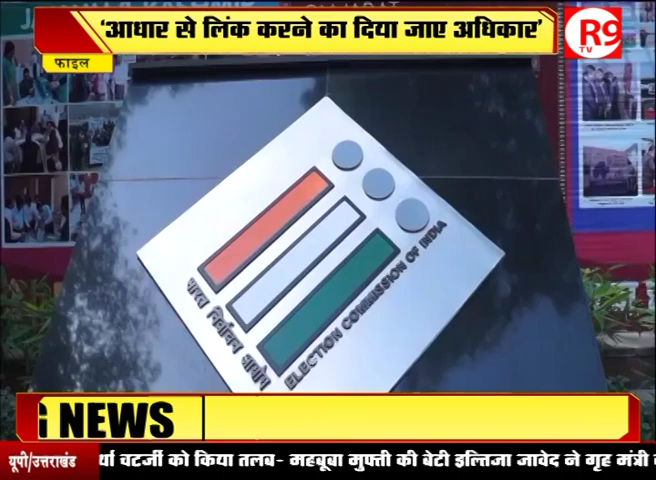 ‘आधार से लिंक करने का दिया जाए अधिकार’
R9
TV
फाइल
भारत निर्वाचन आयोग
ELECTION COMMISSION OF INDIA
NEWS
यूपी/उत्तराखंड
र्था चटर्जी को किया तलब- महबूबा मुफ्ती की बेटी इल्तिजा जावेद ने गृह मंत्री